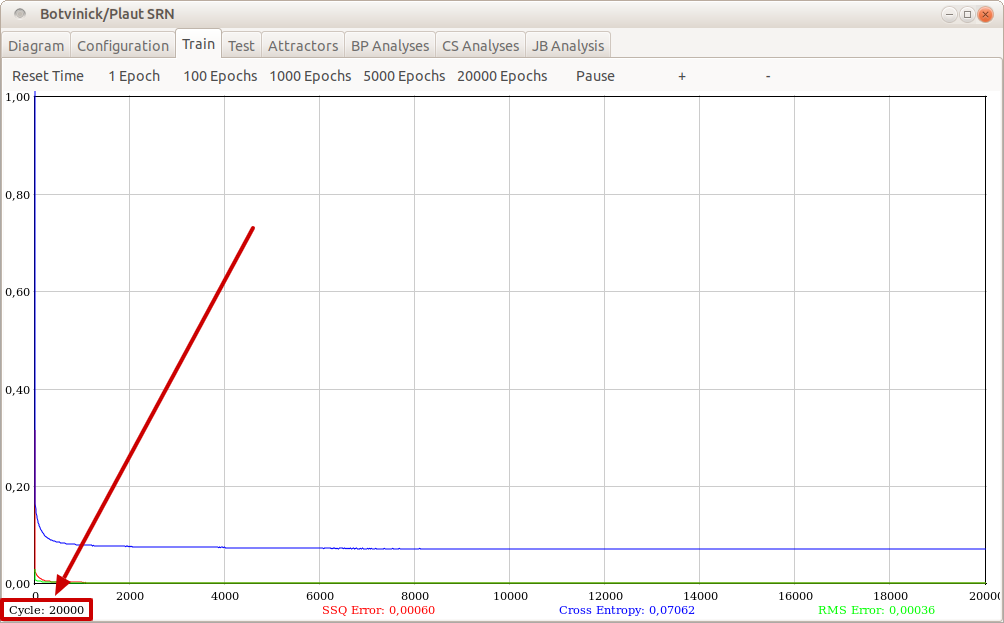 Botvinick/Plaut SRN
Diagram Configuration Train Test Attractors BP Analyses CS Analyses JB Analysis
Reset Time 1 Epoch 100 Epochs 1000 Epochs 5000 Epochs 20000 Epochs Pause + -
1,00
0,80
0,60
0,40
0,20
0,00
0 2000 4000 6000 8000 10000 12000 14000 16000 18000 20000
Cycle: 20000 SSQ Error: 0,00060 Cross Entropy: 0,07062 RMS Error: 0,00036